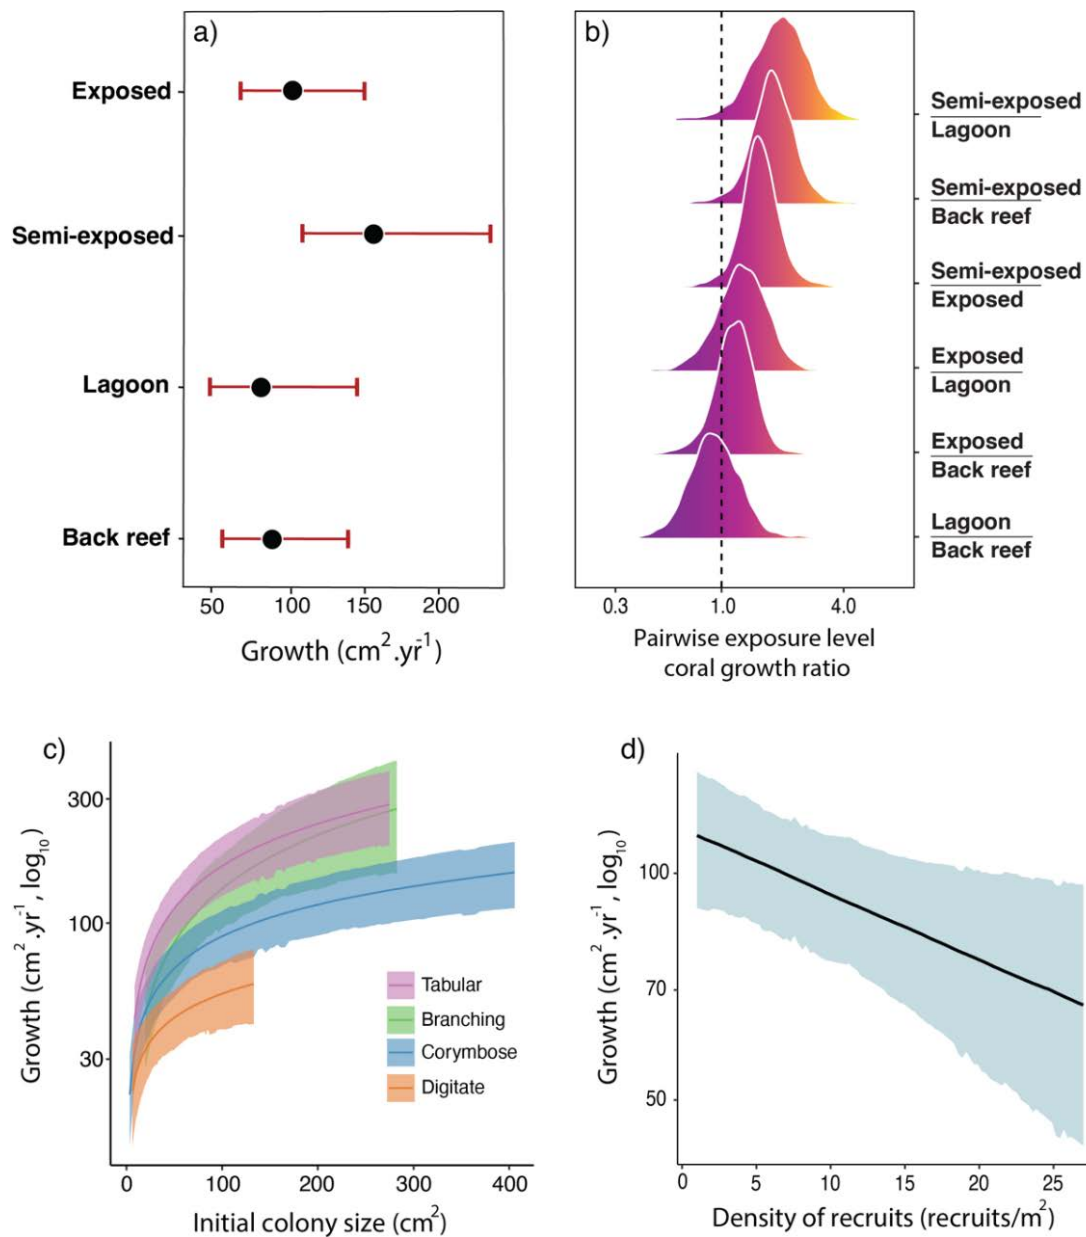 a)
Exposed
Semi-exposed
Lagoon
Back reef
50 100 150 200
Growth (cm².yr⁻¹)
b)
Semi-exposed
Lagoon
Semi-exposed
Back reef
Semi-exposed
Exposed
Exposed
Lagoon
Exposed
Back reef
Lagoon
Back reef
0.3 1.0 4.0
Pairwise exposure level
coral growth ratio
c)
Growth (cm².yr⁻¹, log₁₀)
300
100
30
Tabular
Branching
Corymbose
Digitate
0 100 200 300 400
Initial colony size (cm²)
d)
Growth (cm².yr⁻¹, log₁₀)
100
70
50
0 5 10 15 20 25
Density of recruits (recruits/m²)